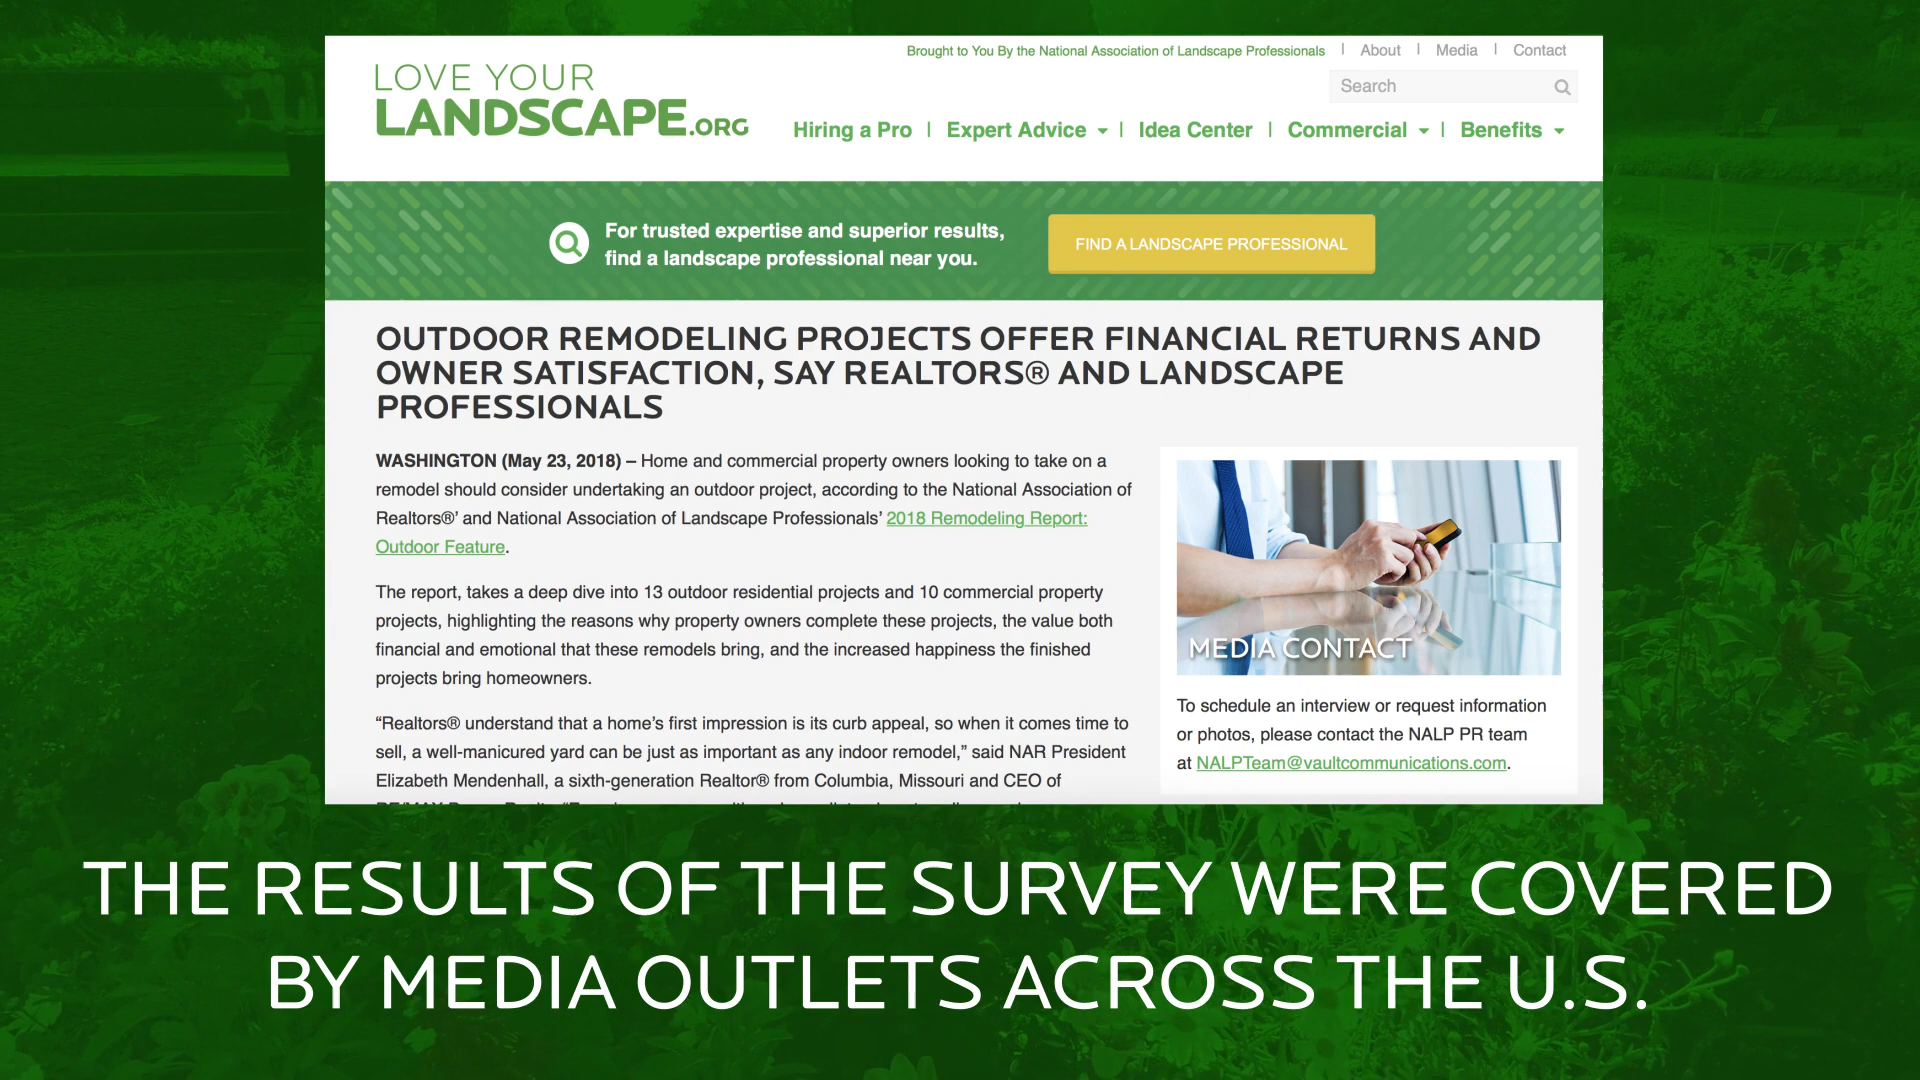 Brought to You By the National Association of Landscape Professionals | About | Media | Contact
LOVE YOUR
LANDSCAPE.ORG
Search
Hiring a Pro | Expert Advice | Idea Center | Commercial | Benefits
For trusted expertise and superior results,
find a landscape professional near you.
FIND A LANDSCAPE PROFESSIONAL
OUTDOOR REMODELING PROJECTS OFFER FINANCIAL RETURNS AND
OWNER SATISFACTION, SAY REALTORS® AND LANDSCAPE
PROFESSIONALS
WASHINGTON (May 23, 2018) – Home and commercial property owners looking to take on a
remodel should consider undertaking an outdoor project, according to the National Association of
Realtors®’ and National Association of Landscape Professionals’ 2018 Remodeling Report:
Outdoor Feature.
The report, takes a deep dive into 13 outdoor residential projects and 10 commercial property
projects, highlighting the reasons why property owners complete these projects, the value both
financial and emotional that these remodels bring, and the increased happiness the finished
projects bring homeowners.
“Realtors® understand that a home’s first impression is its curb appeal, so when it comes time to
sell, a well-manicured yard can be just as important as any indoor remodel,” said NAR President
Elizabeth Mendenhall, a sixth-generation Realtor® from Columbia, Missouri and CEO of
MEDIA CONTACT
To schedule an interview or request information
or photos, please contact the NALP PR team
at NALPTeam@vaultcommunications.com.
THE RESULTS OF THE SURVEY WERE COVERED
BY MEDIA OUTLETS ACROSS THE U.S.